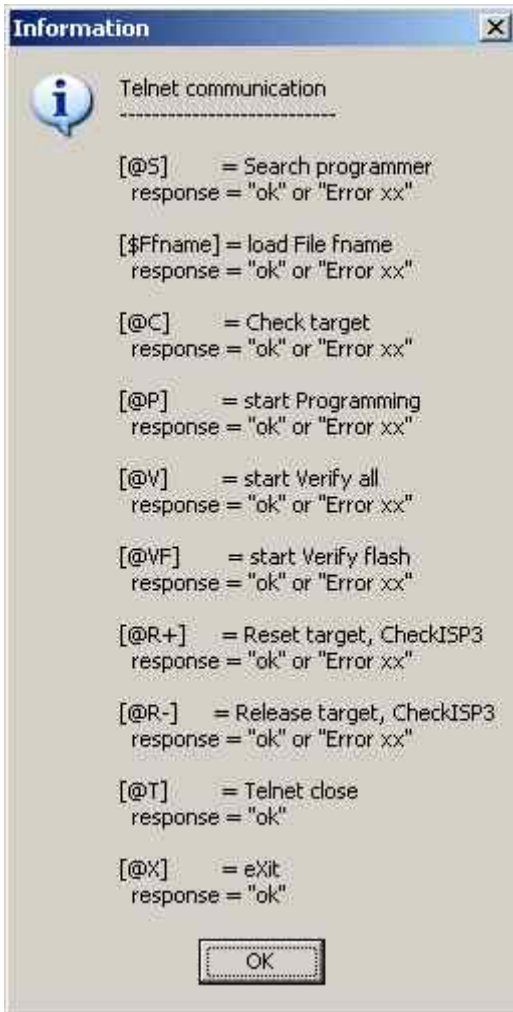 Information
Telnet communication
---------------------------
[@S] = Search programmer
response = "ok" or "Error xx"
[$Ffname] = load File fname
response = "ok" or "Error xx"
[@C] = Check target
response = "ok" or "Error xx"
[@P] = start Programming
response = "ok" or "Error xx"
[@V] = start Verify all
response = "ok" or "Error xx"
[@VF] = start Verify flash
response = "ok" or "Error xx"
[@R+] = Reset target, CheckISP3
response = "ok" or "Error xx"
[@R-] = Release target, CheckISP3
response = "ok" or "Error xx"
[@T] = Telnet close
response = "ok"
[@X] = eXit
response = "ok"
OK